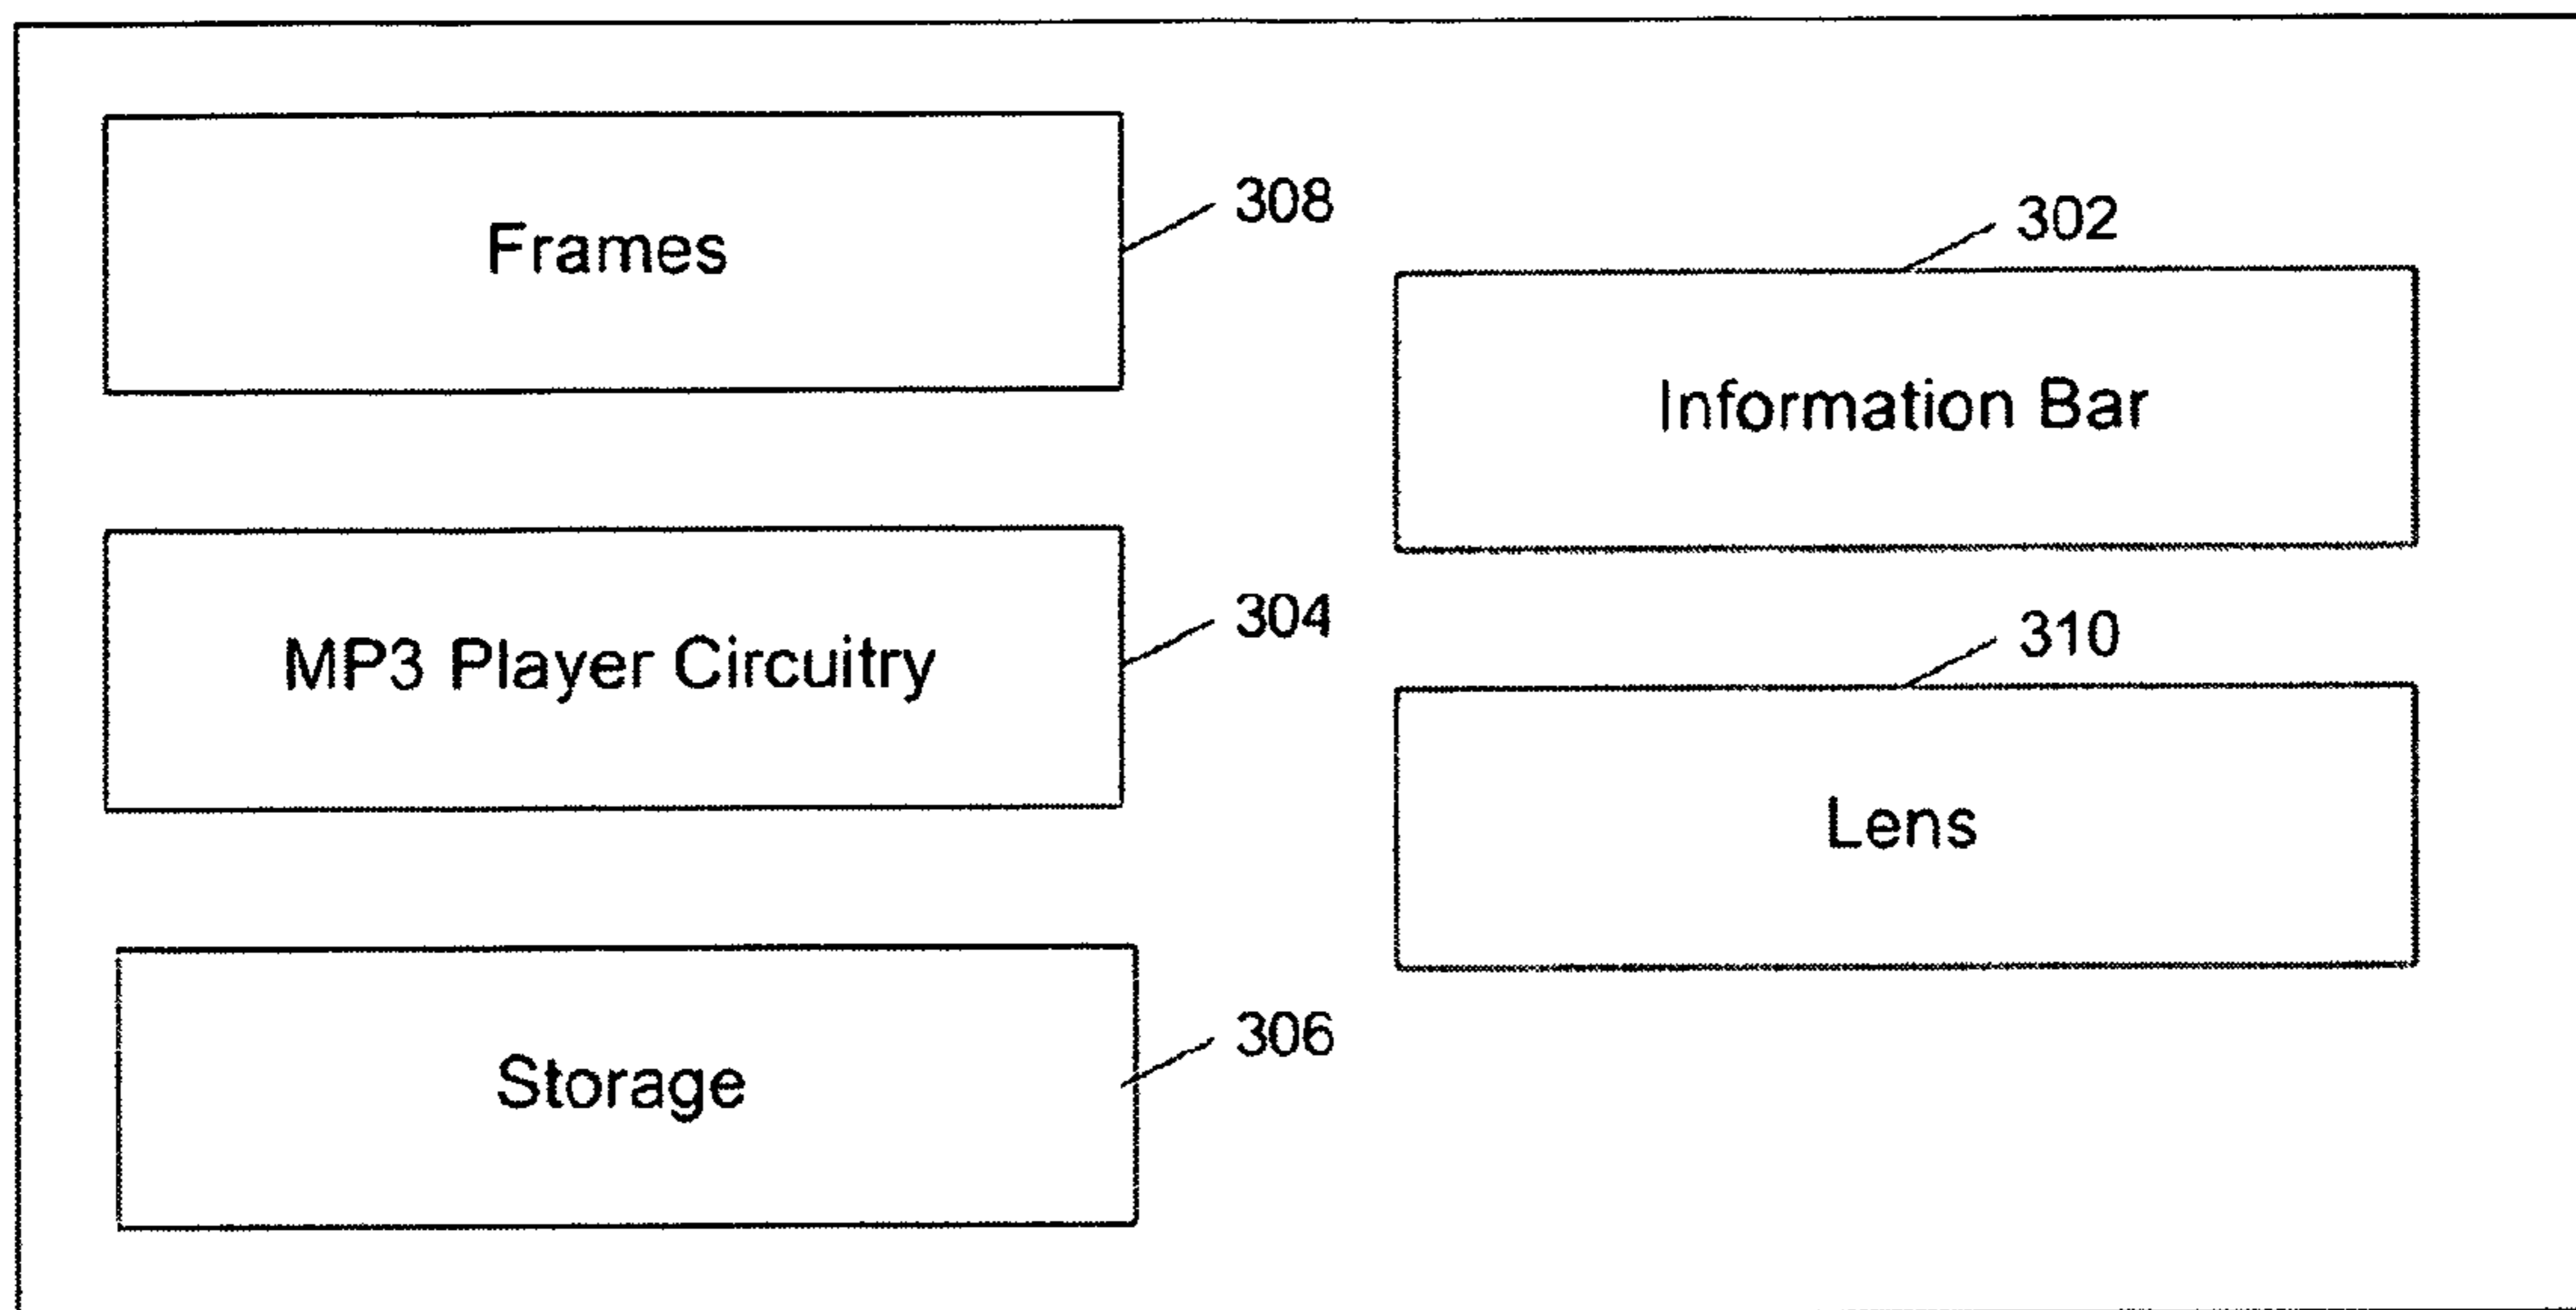 Frames
308
302
Information Bar
MP3 Player Circuitry
304
310
Lens
Storage
306